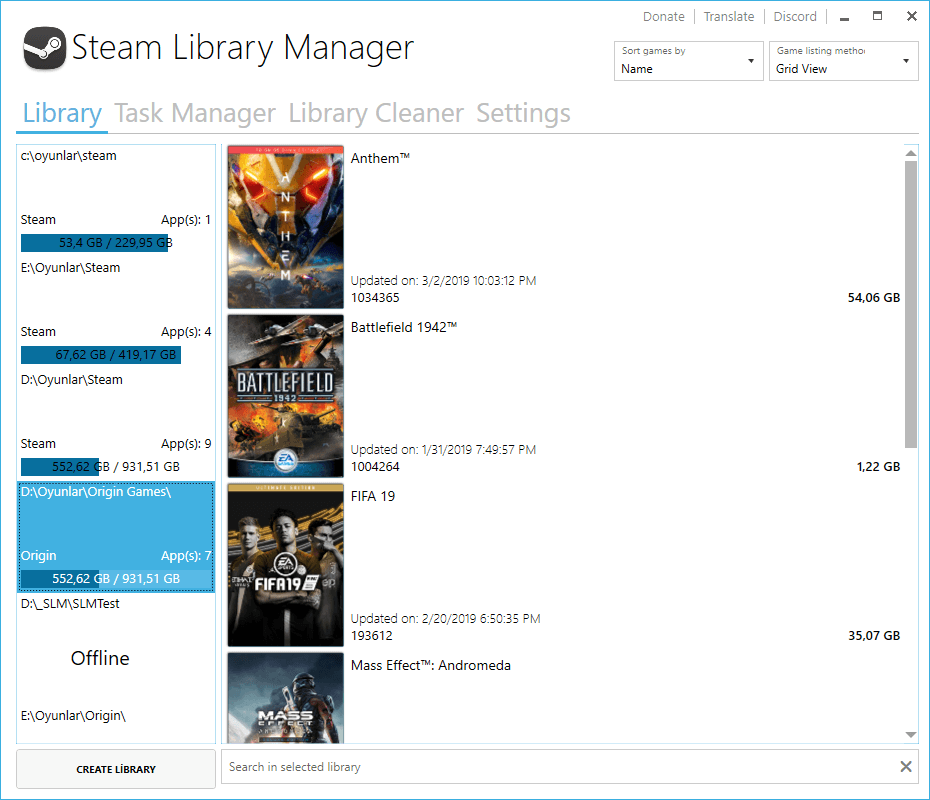 Donate
Translate
Discord
Steam Library Manager
Sort games by
Name
Game listing metho
Grid View
Library
Task Manager
Library Cleaner
Settings
c:\oyunlar\steam
Steam App(s): 1
53,4 GB / 229,95 GB
E:\Oyunlar\Steam
Steam App(s): 4
67,62 GB / 419,17 GB
D:\Oyunlar\Steam
Steam App(s): 9
552,62 GB / 931,51 GB
D:\Oyunlar\Origin Games\
Origin App(s): 7
552,62 GB / 931,51 GB
D:\_SLM\SLMTest
Offline
E:\Oyunlar\Origin\
CREATE LİBRARY
ANTHEM
Anthem™
Updated on: 3/2/2019 10:03:12 PM
1034365
54,06 GB
BATTLEFIELD
1942
EA
Battlefield 1942™
Updated on: 1/31/2019 7:49:57 PM
1004264
1,22 GB
ULTIMATE EDITION
EA SPORTS
FIFA 19
FIFA 19
Updated on: 2/20/2019 6:50:35 PM
193612
35,07 GB
MASS
EFFECT
Mass Effect™: Andromeda
Search in selected library